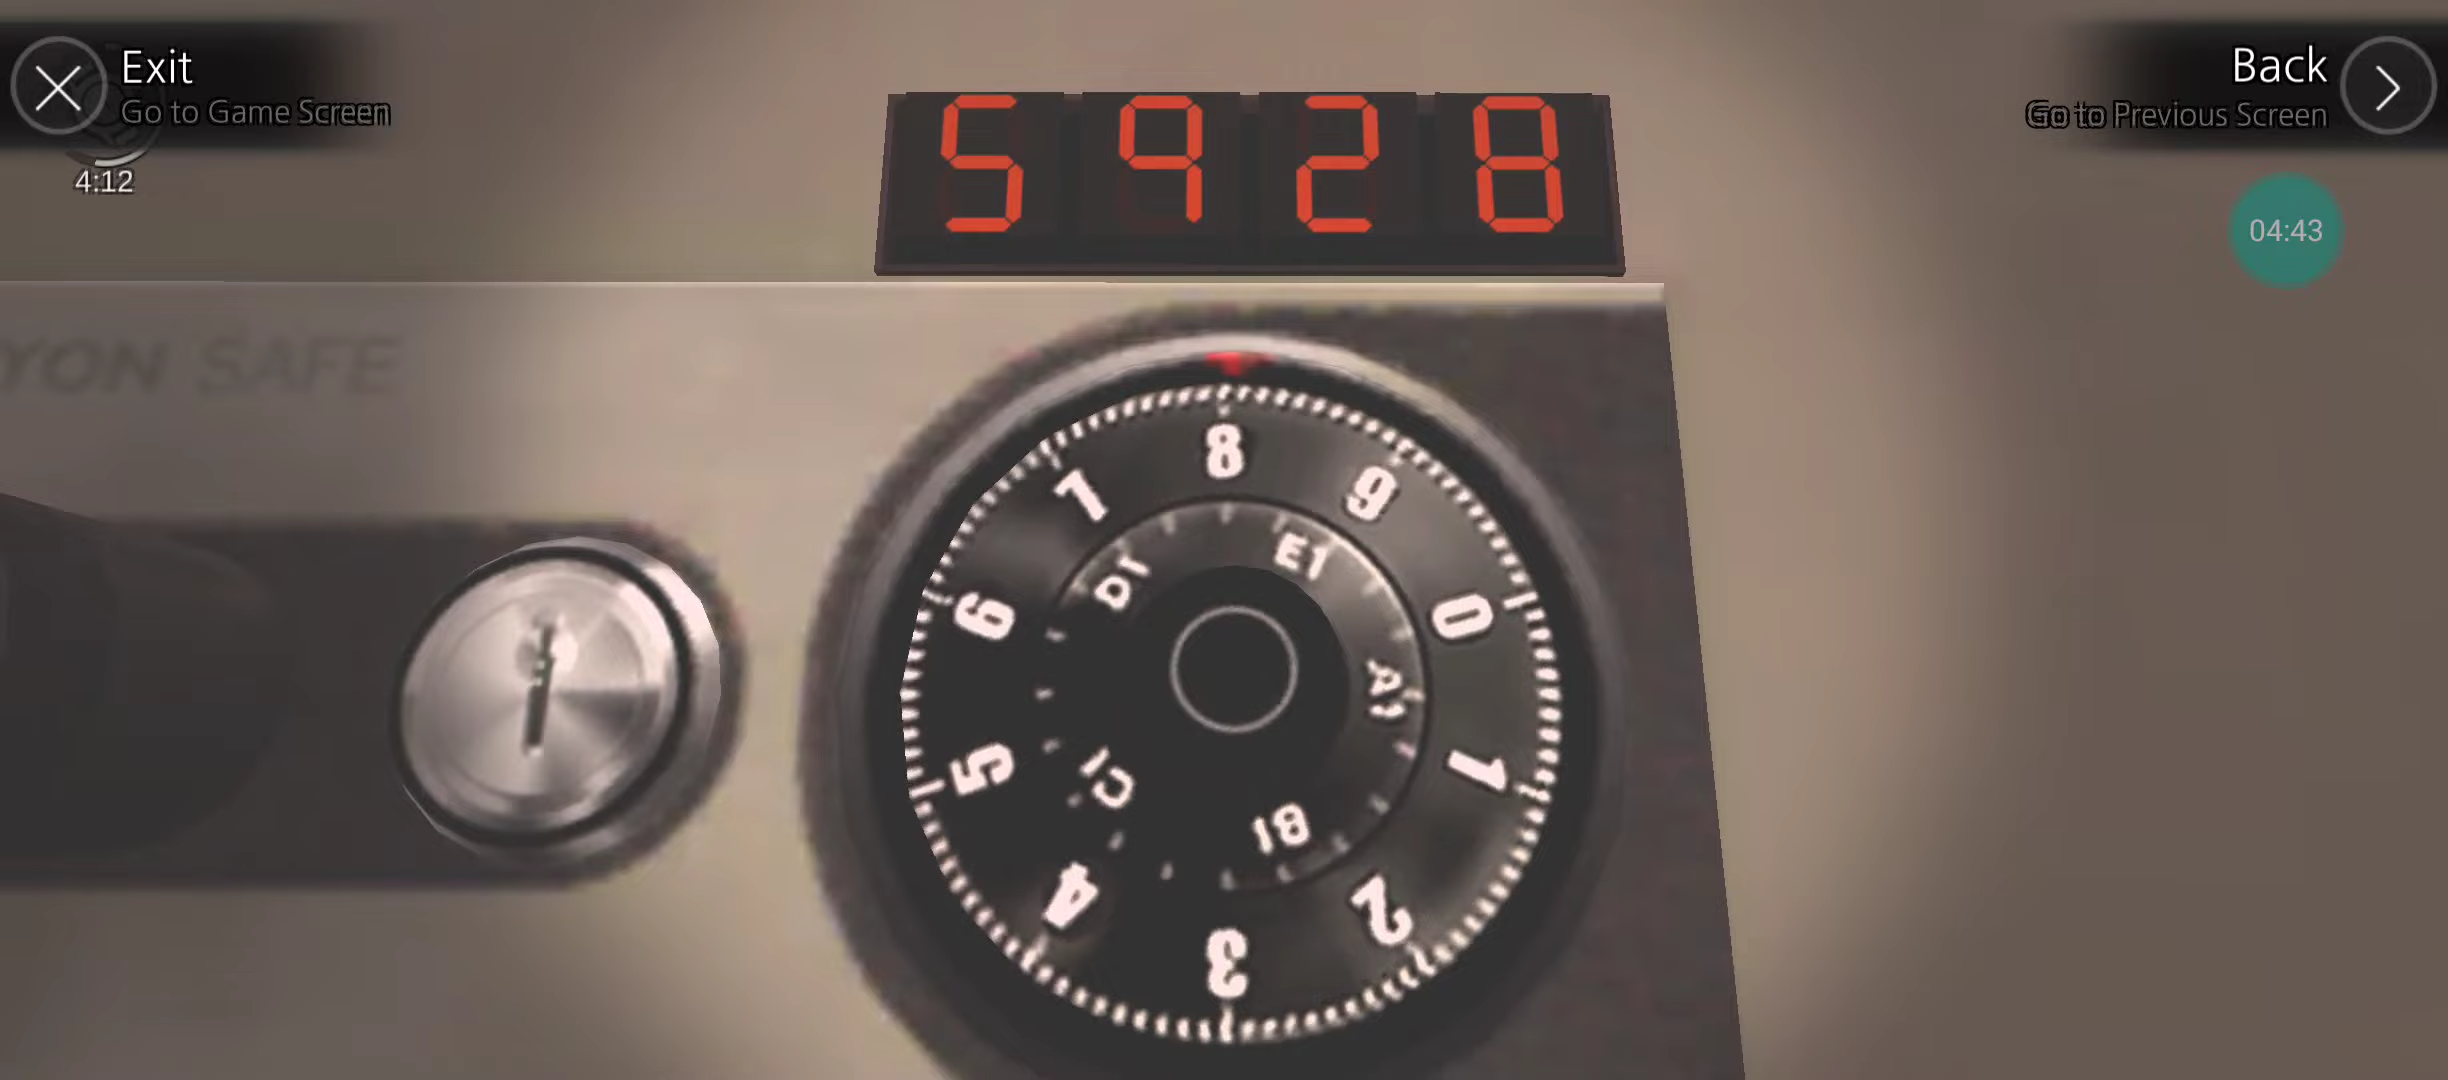 Exit
Go to Game Screen
4:12
Back
Go to Previous Screen
04:43
5928
YON SAFE
8
9
0
1
2
3
4
5
6
7
E1
A1
B1
C1
D1